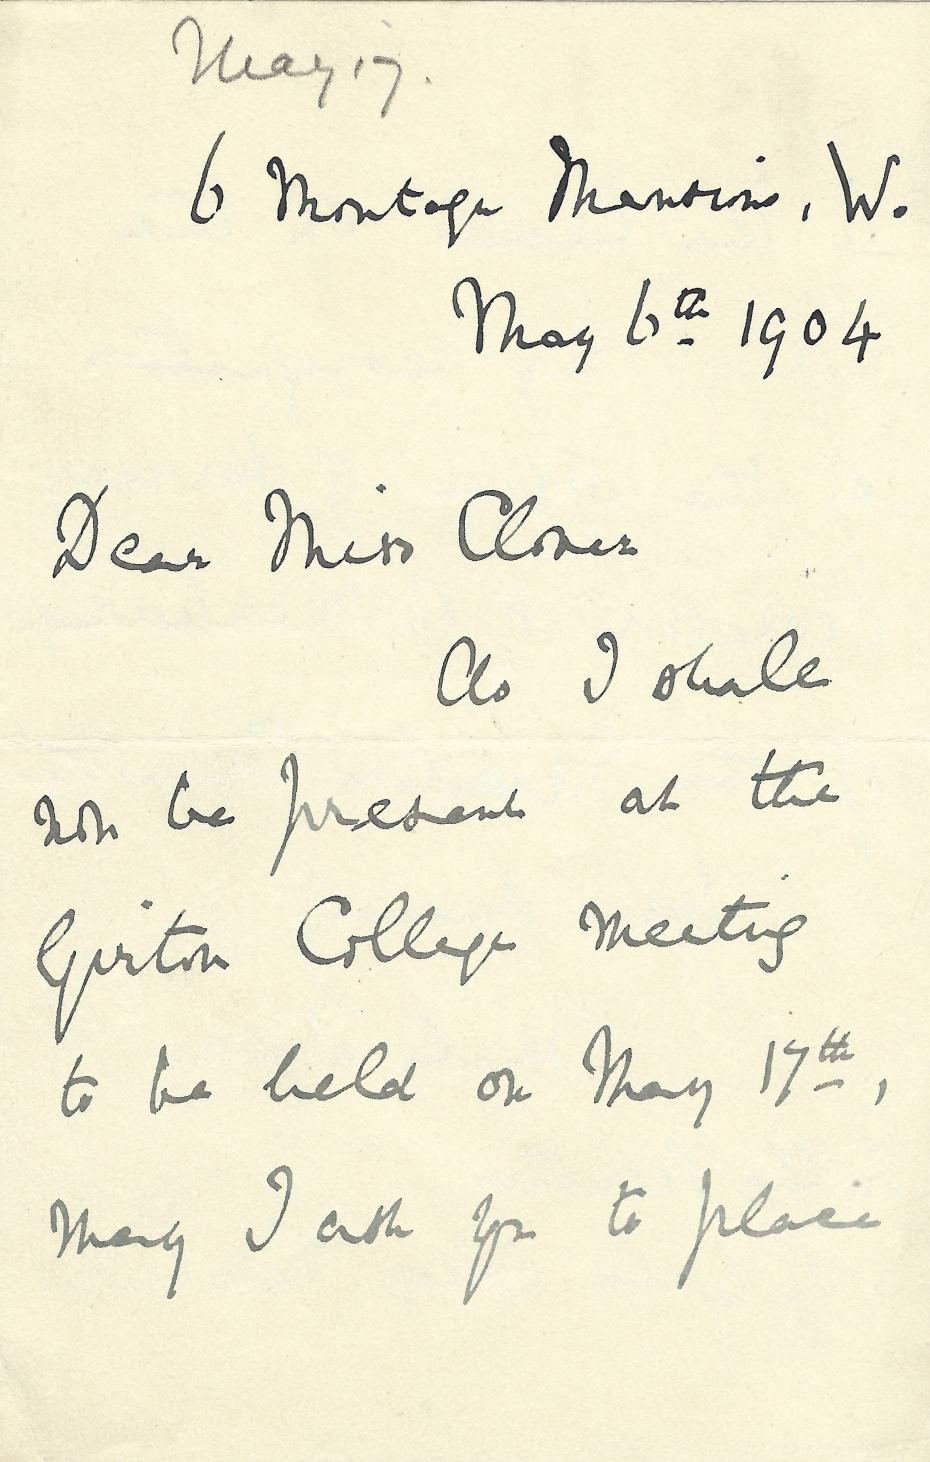 May 17.
6 Montagu Mansions, W.
May 6th 1904
Dear Miss Clover
As I shall
not be present at the
Girton College Meeting
to be held on May 17th,
may I ask you to place